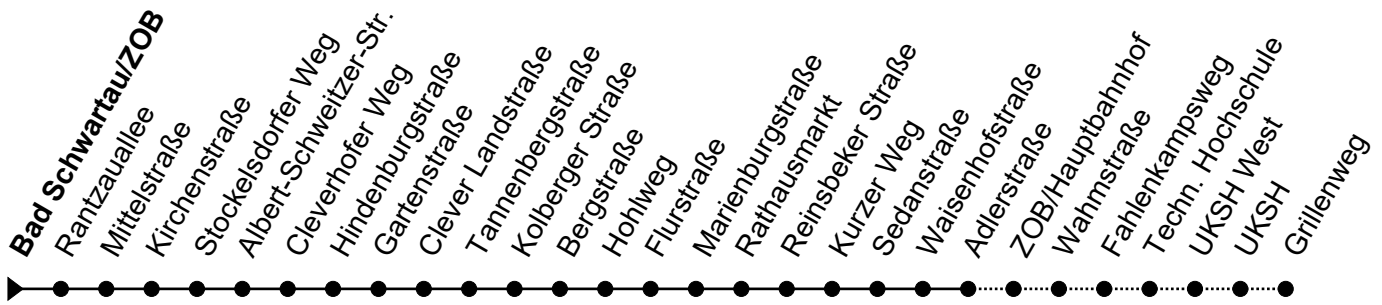 Bad Schwartau/ZOB
Rantzauallee
Mittelstraße
Kirchenstraße
Stockelsdorfer Weg
Albert-Schweitzer-Str.
Cleverhofer Weg
Hindenburgstraße
Gartenstraße
Clever Landstraße
Tannenbergstraße
Kolberger Straße
Bergstraße
Hohlweg
Flurstraße
Marienburgstraße
Rathausmarkt
Reinsbeker Straße
Kurzer Weg
Sedanstraße
Waisenhofstraße
Adlerstraße
ZOB/Hauptbahnhof
Wahmstraße
Fahlenkampsweg
Techn. Hochschule
UKSH West
UKSH
Grillenweg